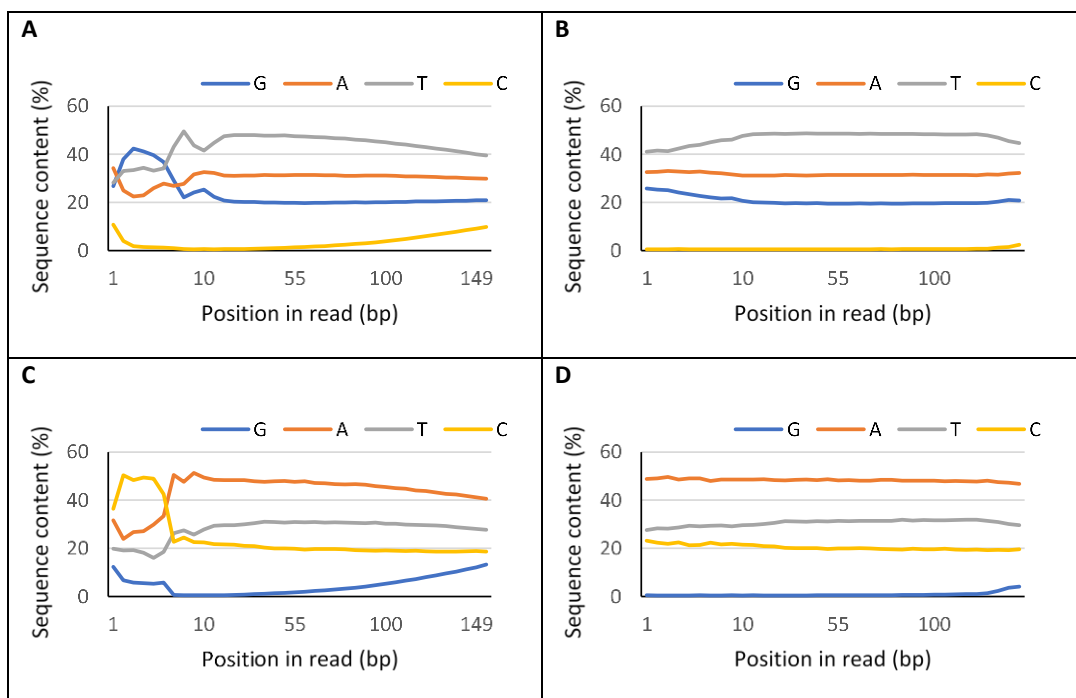 A
G A T C
Sequence content (%)
60
40
20
0
1 10 55 100 149
Position in read (bp)
B
G A T C
Sequence content (%)
60
40
20
0
1 10 55 100
Position in read (bp)
C
G A T C
Sequence content (%)
60
40
20
0
1 10 55 100 149
Position in read (bp)
D
G A T C
Sequence content (%)
60
40
20
0
1 10 55 100
Position in read (bp)